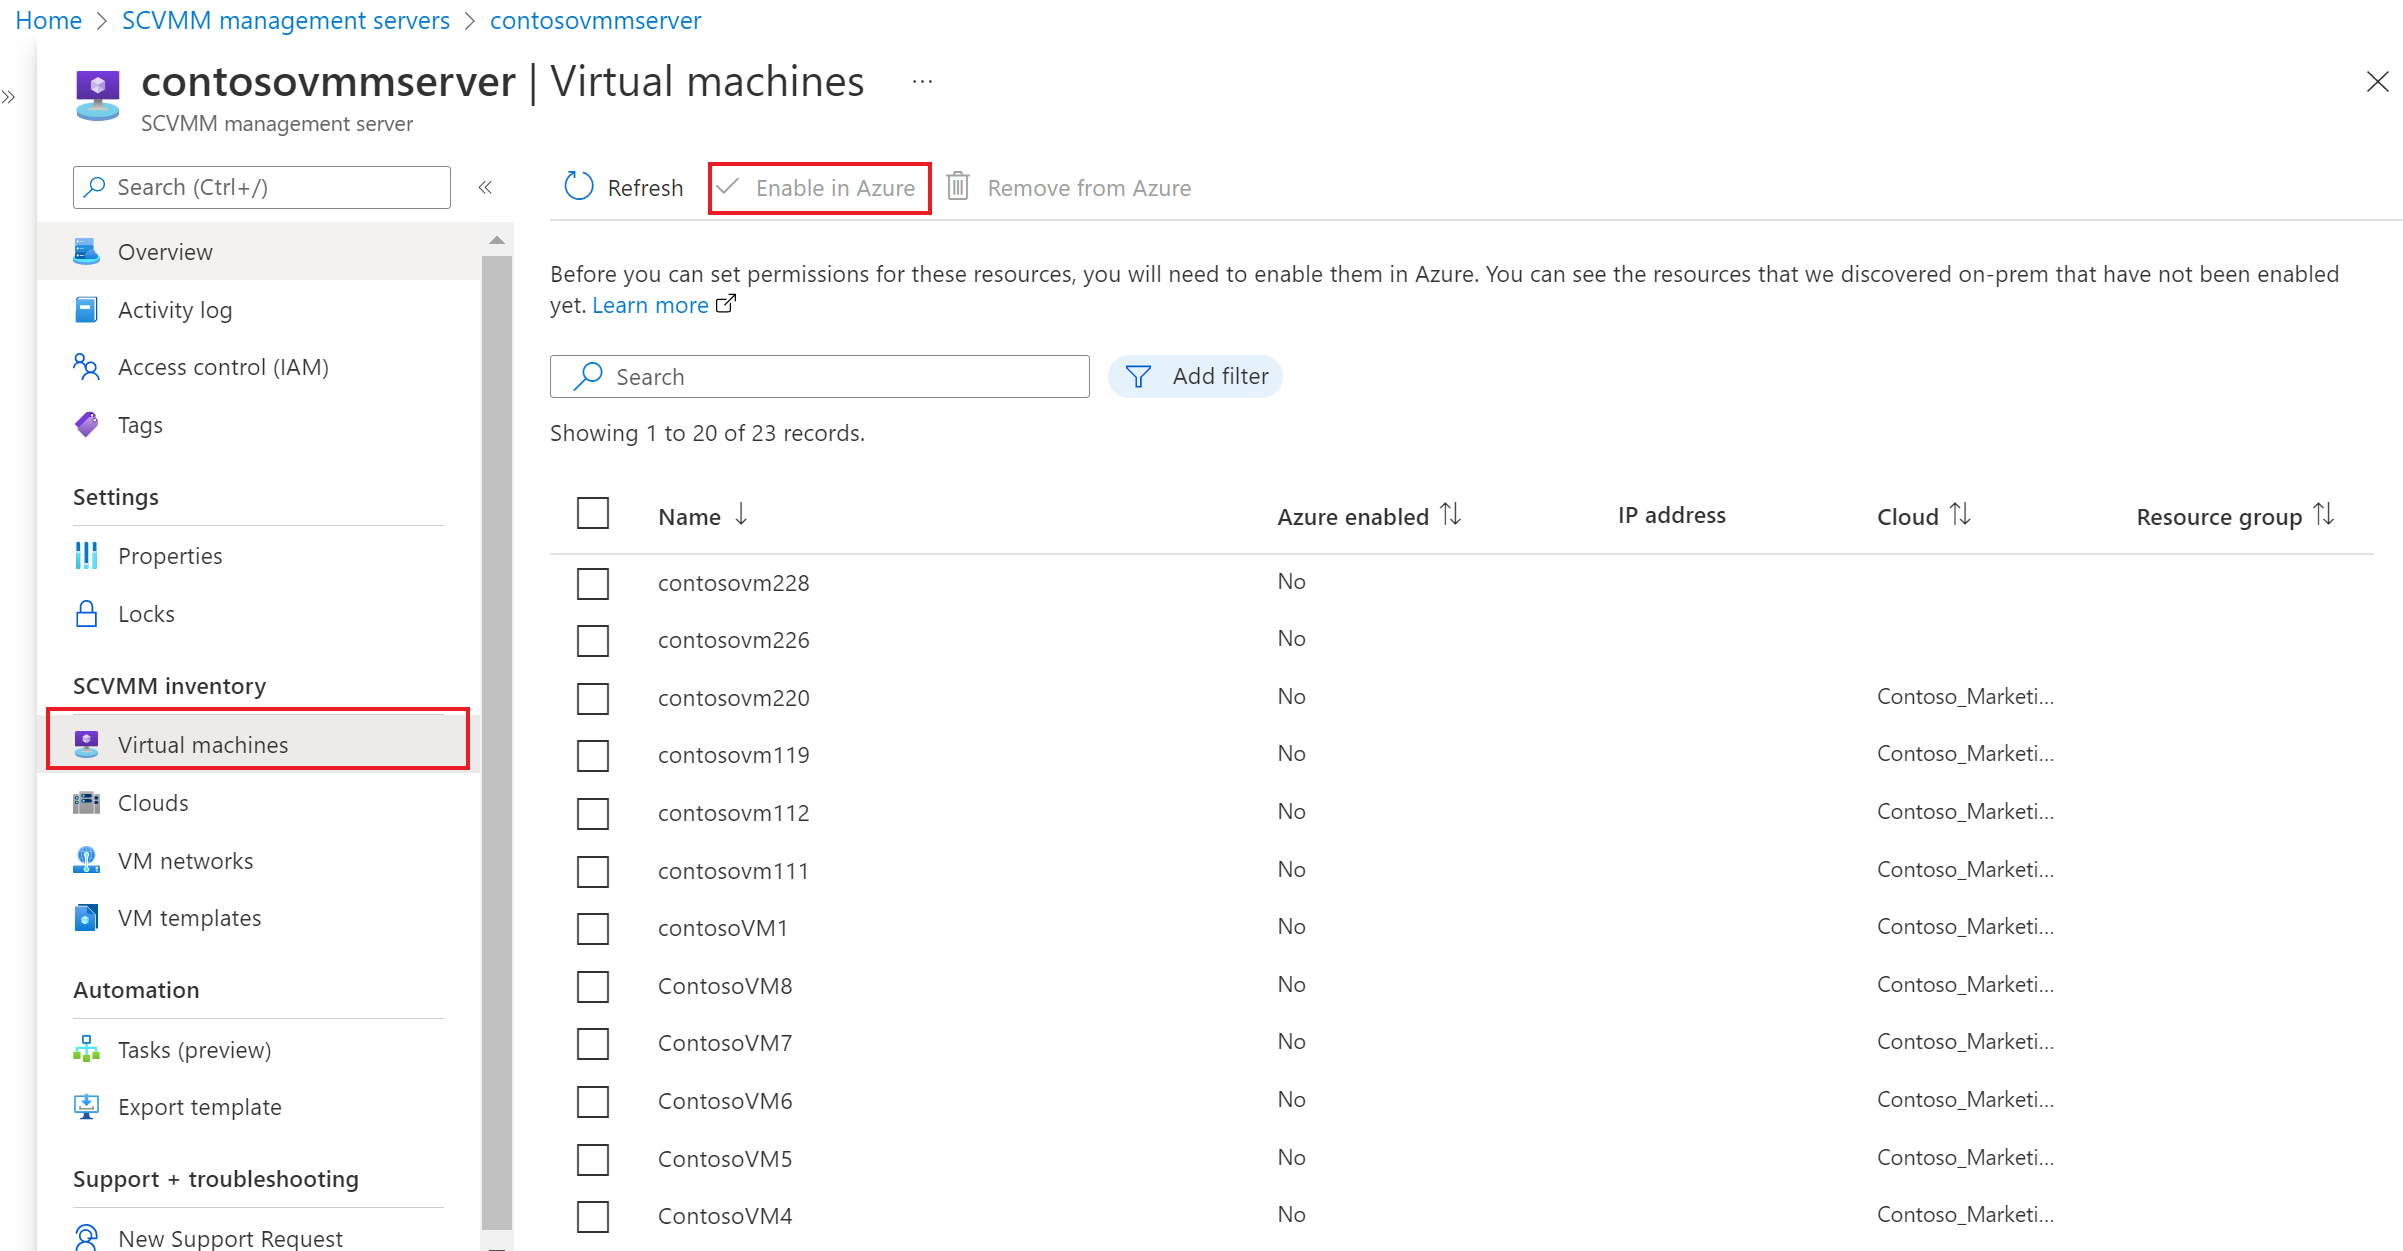 Home > SCVMM management servers > contosovmmserver
contosovmmserver | Virtual machines ...
SCVMM management server
Search (Ctrl+/)
Refresh Enable in Azure Remove from Azure
Overview
Activity log
Access control (IAM)
Tags
Settings
Properties
Locks
SCVMM inventory
Virtual machines
Clouds
VM networks
VM templates
Automation
Tasks (preview)
Export template
Support + troubleshooting
New Support Request
Before you can set permissions for these resources, you will need to enable them in Azure. You can see the resources that we discovered on-prem that have not been enabled
yet. Learn more
Search Add filter
Showing 1 to 20 of 23 records.
Name Azure enabled IP address Cloud Resource group
contosovm228 No
contosovm226 No
contosovm220 No Contoso_Marketi...
contosovm119 No Contoso_Marketi...
contosovm112 No Contoso_Marketi...
contosovm111 No Contoso_Marketi...
contosoVM1 No Contoso_Marketi...
ContosoVM8 No Contoso_Marketi...
ContosoVM7 No Contoso_Marketi...
ContosoVM6 No Contoso_Marketi...
ContosoVM5 No Contoso_Marketi...
ContosoVM4 No Contoso_Marketi...